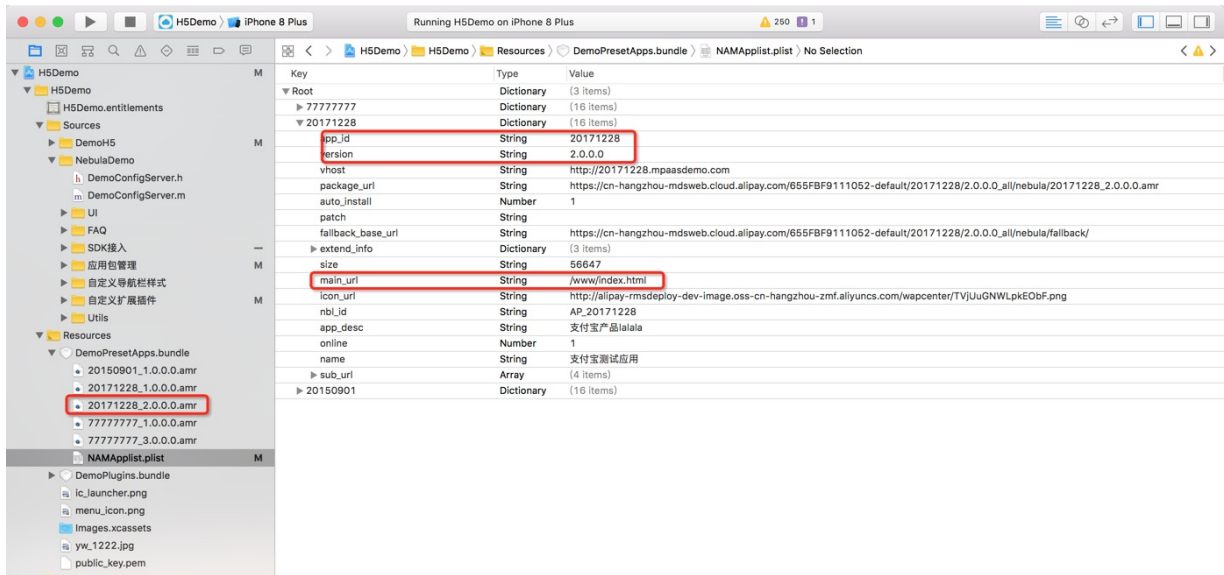 H5Demo 〉 iPhone 8 Plus
Running H5Demo on iPhone 8 Plus
250
1
H5Demo 〉 H5Demo 〉 Resources 〉 DemoPresetApps.bundle 〉 NAMApplist.plist 〉 No Selection
H5Demo M
H5Demo
H5Demo.entitlements
Sources
DemoH5 M
NebulaDemo
DemoConfigServer.h
DemoConfigServer.m
UI
FAQ
SDK接入
应用包管理 M
自定义导航栏样式
自定义扩展插件 M
Utils
Resources
DemoPresetApps.bundle
20150901_1.0.0.0.amr
20171228_1.0.0.0.amr
20171228_2.0.0.0.amr
77777777_1.0.0.0.amr
77777777_3.0.0.0.amr
NAMApplist.plist M
DemoPlugins.bundle
ic_launcher.png
menu_icon.png
Images.xcassets
yw_1222.jpg
public_key.pem
Key Type Value
Root Dictionary (3 items)
77777777 Dictionary (16 items)
20171228 Dictionary (16 items)
app_id String 20171228
version String 2.0.0.0
vhost String http://20171228.mpaasdemo.com
package_url String https://cn-hangzhou-mdsweb.cloud.alipay.com/655FBF9111052-default/20171228/2.0.0.0_all/nebula/20171228_2.0.0.0.amr
auto_install Number 1
patch String
fallback_base_url String https://cn-hangzhou-mdsweb.cloud.alipay.com/655FBF9111052-default/20171228/2.0.0.0_all/nebula/fallback/
extend_info Dictionary (3 items)
size String 56647
main_url String /www/index.html
icon_url String http://alipay-rmsdeploy-dev-image.oss-cn-hangzhou-zmf.aliyuncs.com/wapcenter/TVjUuGNWLpkEObF.png
nbl_id String AP_20171228
app_desc String 支付宝产品lalala
online Number 1
name String 支付宝测试应用
sub_url Array (4 items)
20150901 Dictionary (16 items)